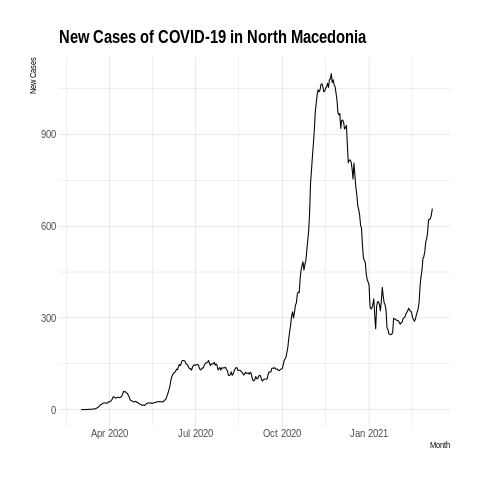 New Cases of COVID-19 in North Macedonia
New Cases
900
600
300
0
Apr 2020 Jul 2020 Oct 2020 Jan 2021
Month